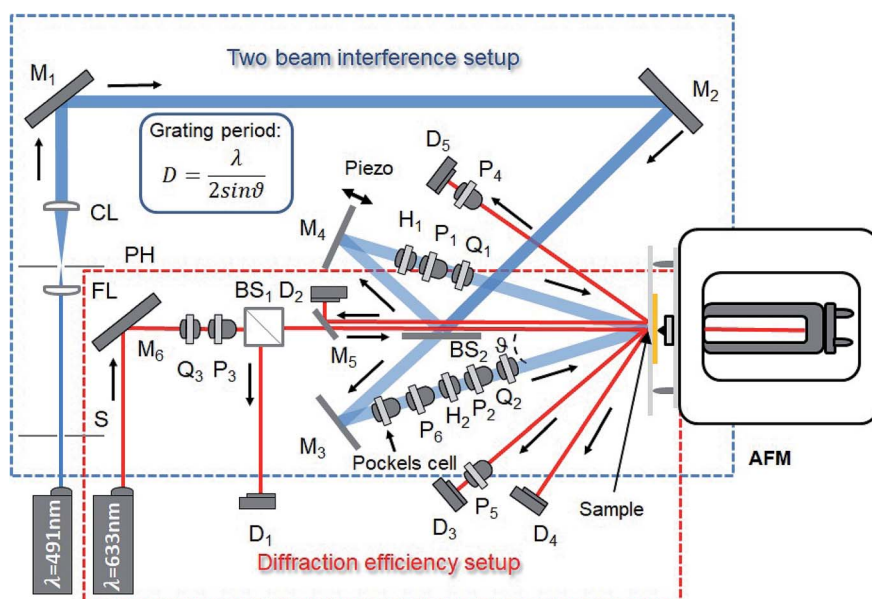 Two beam interference setup
M1
M2
Grating period:
D = λ / 2sinϑ
D5
P4
Piezo
M4
H1
P1
Q1
CL
PH
FL
BS1
D2
M6
Q3
P3
M5
BS2
ϑ
S
M3
P6
H2
P2
Q2
Pockels cell
AFM
D1
D3
P5
D4
Sample
λ=491nm
λ=633nm
Diffraction efficiency setup